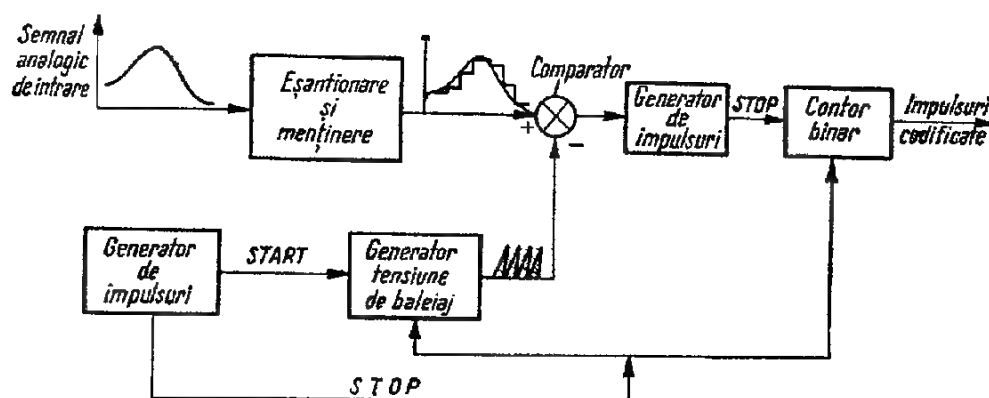 Semnal
analogic
de intrare
Eșantionare
și
menținere
Comparator
+
−
Generator
de
impulsuri
STOP
Contor
binar
Impulsuri
codificate
Generator
de
impulsuri
START
Generator
tensiune
de baleiaj
STOP